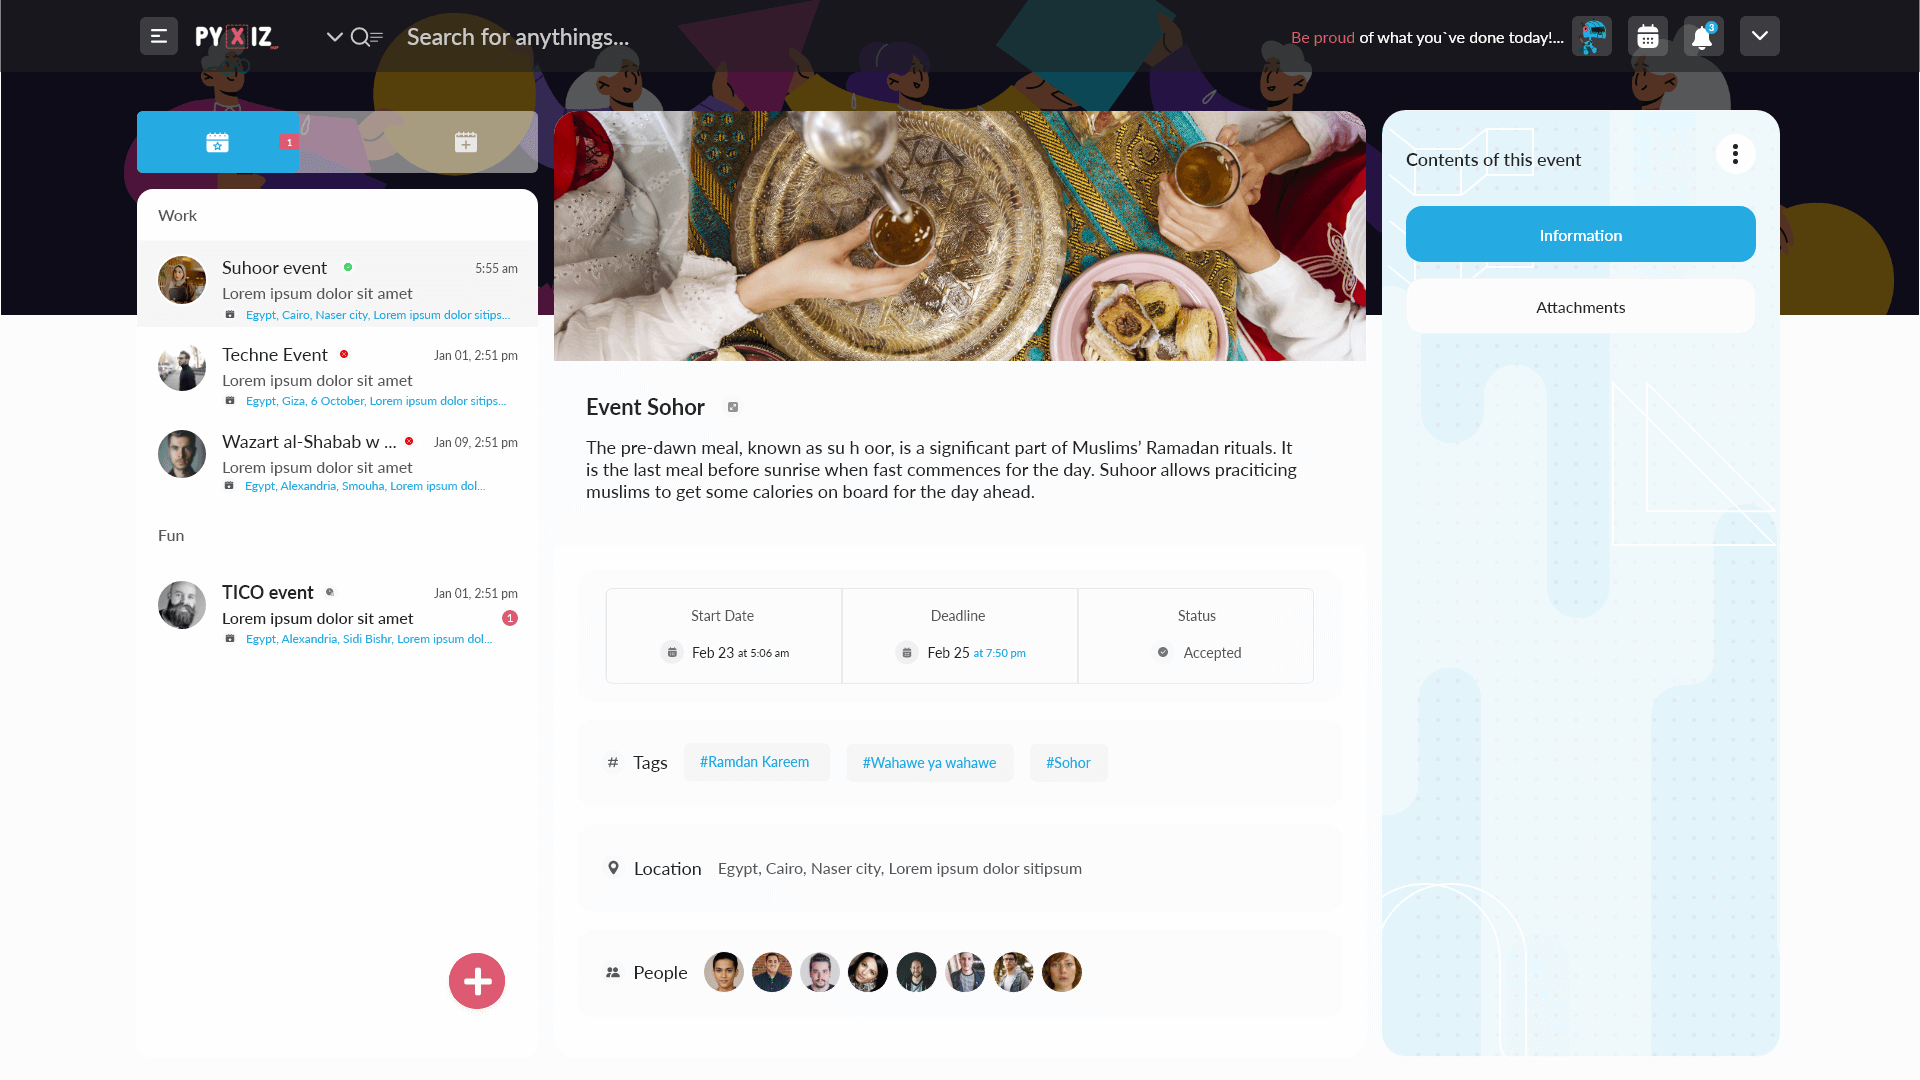 PYXIZ
Search for anythings...
Be proud of what you`ve done today!...
3
1
Work
Suhoor event
5:55 am
Lorem ipsum dolor sit amet
Egypt, Cairo, Naser city, Lorem ipsum dolor sitips...
Techne Event
Jan 01, 2:51 pm
Lorem ipsum dolor sit amet
Egypt, Giza, 6 October, Lorem ipsum dolor sitips...
Wazart al-Shabab w ...
Jan 09, 2:51 pm
Lorem ipsum dolor sit amet
Egypt, Alexandria, Smouha, Lorem ipsum dol...
Fun
TICO event
Jan 01, 2:51 pm
Lorem ipsum dolor sit amet
1
Egypt, Alexandria, Sidi Bishr, Lorem ipsum dol...
Event Sohor
The pre-dawn meal, known as su h oor, is a significant part of Muslims’ Ramadan rituals. It
is the last meal before sunrise when fast commences for the day. Suhoor allows praciticing
muslims to get some calories on board for the day ahead.
Start Date
Feb 23 at 5:06 am
Deadline
Feb 25 at 7:50 pm
Status
Accepted
# Tags
#Ramdan Kareem
#Wahawe ya wahawe
#Sohor
Location
Egypt, Cairo, Naser city, Lorem ipsum dolor sitipsum
People
Contents of this event
Information
Attachments